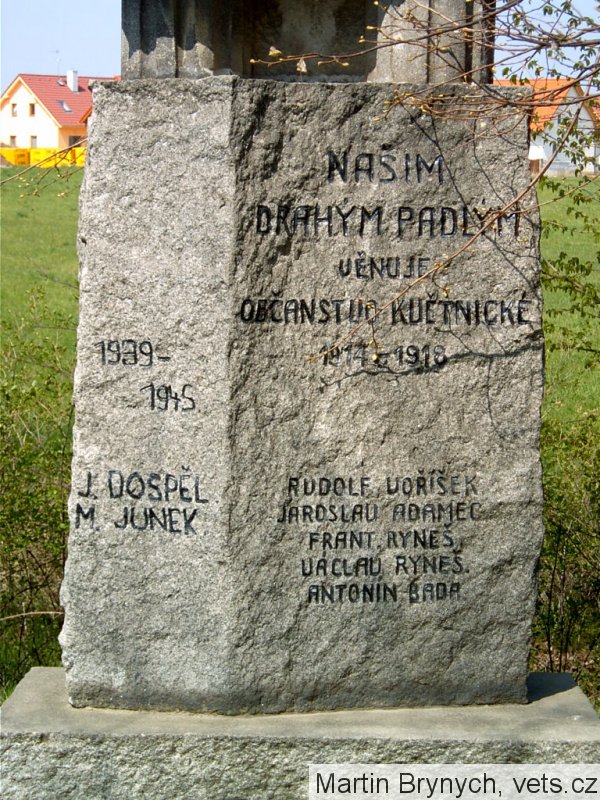 NAŠIM
DRAHÝM PADLÝM
VĚNUJE
OBČANSTVO KVĚTNICKÉ
1914 - 1918
RUDOLF VOŘÍŠEK
JAROSLAV ADAMEC
FRANT. RYNEŠ,
VÁCLAV RYNEŠ.
ANTONÍN BADA
1939-
1945
J. DOSPĚL
M. JUNEK.
Martin Brynych, vets.cz